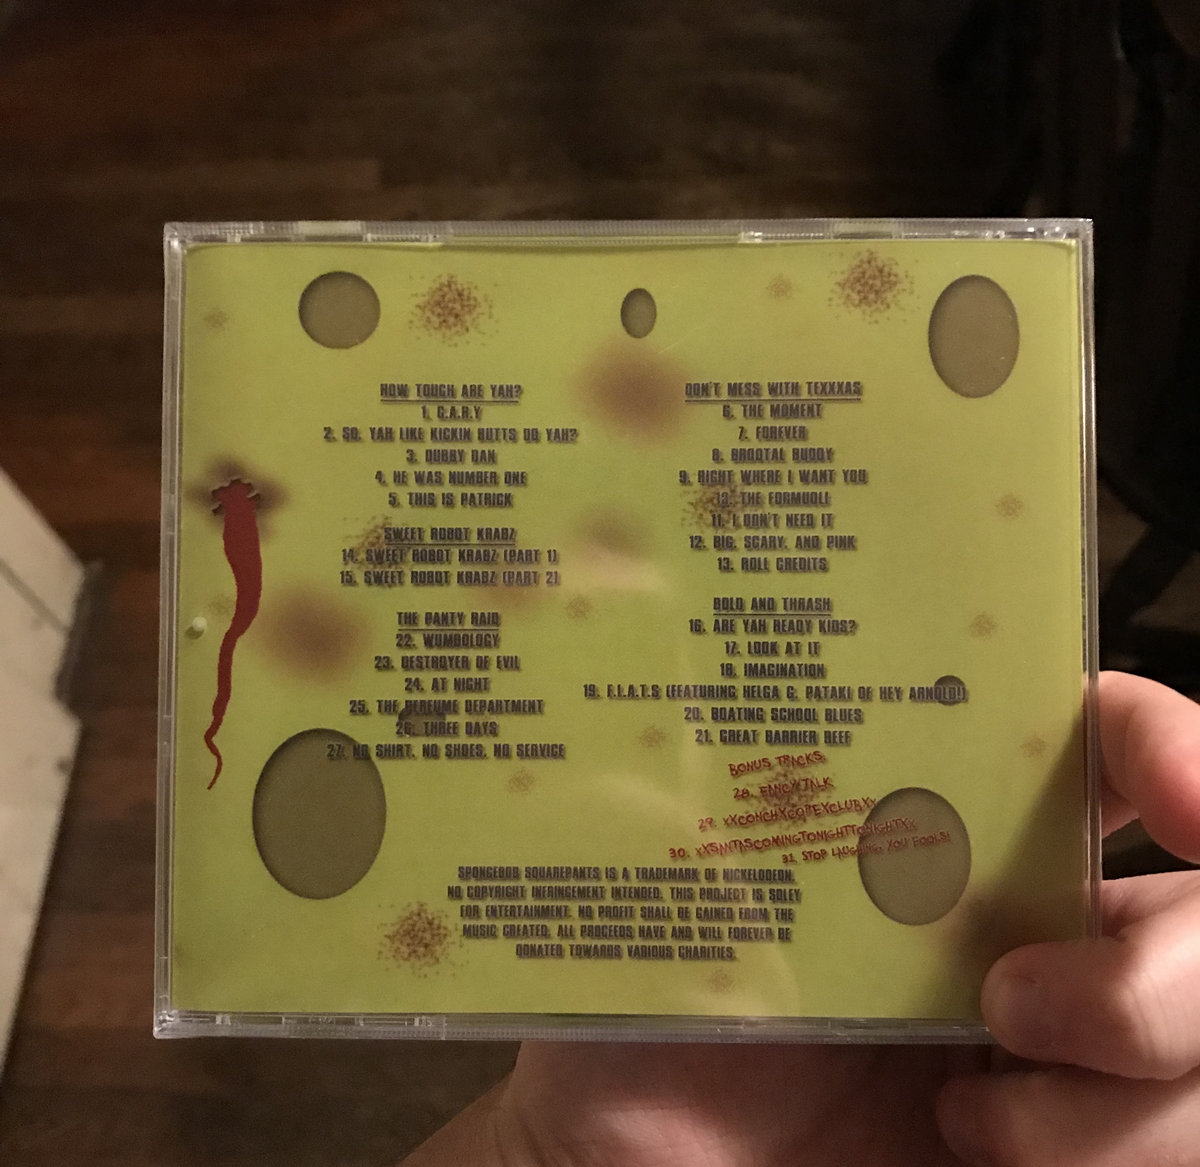 HOW TOUGH ARE YAH?
1. G.A.R.Y
2. SO, YAH LIKE KICKIN BUTTS DO YAH?
3. DUBBY DAN
4. HE WAS NUMBER ONE
5. THIS IS PATRICK
SWEET ROBOT KRABZ
14. SWEET ROBOT KRABZ (PART 1)
15. SWEET ROBOT KRABZ (PART 2)
THE PANTY RAID
22. WUMBOLOGY
23. DESTROYER OF EVIL
24. AT NIGHT
25. THE PERFUME DEPARTMENT
26. THREE DAYS
27. NO SHIRT, NO SHOES, NO SERVICE
DON'T MESS WITH TEXXXAS
6. THE MOMENT
7. FOREVER
8. BROOTAL BUDDY
9. RIGHT WHERE I WANT YOU
10. THE FORMUOLI
11. I DON'T NEED IT
12. BIG, SCARY, AND PINK
13. ROLL CREDITS
BOLD AND THRASH
16. ARE YAH READY KIDS?
17. LOOK AT IT
18. IMAGINATION
19. F.L.A.T.S (FEATURING HELGA G. PATAKI OF HEY ARNOLD!)
20. BOATING SCHOOL BLUES
21. GREAT BARRIER BEEF
BONUS TRACKS:
28. FANCY TALK
29. XXCONCHXCOREXCLUBXX
30. XXSANTASCOMINGTONIGHTTONIGHTXX
31. STOP LAUGHING, YOU FOOLS!
SPONGEBOB SQUAREPANTS IS A TRADEMARK OF NICKELODEON.
NO COPYRIGHT INFRINGEMENT INTENDED. THIS PROJECT IS SOLEY
FOR ENTERTAINMENT. NO PROFIT SHALL BE GAINED FROM THE
MUSIC CREATED. ALL PROCEEDS HAVE AND WILL FOREVER BE
DONATED TOWARDS VARIOUS CHARITIES.